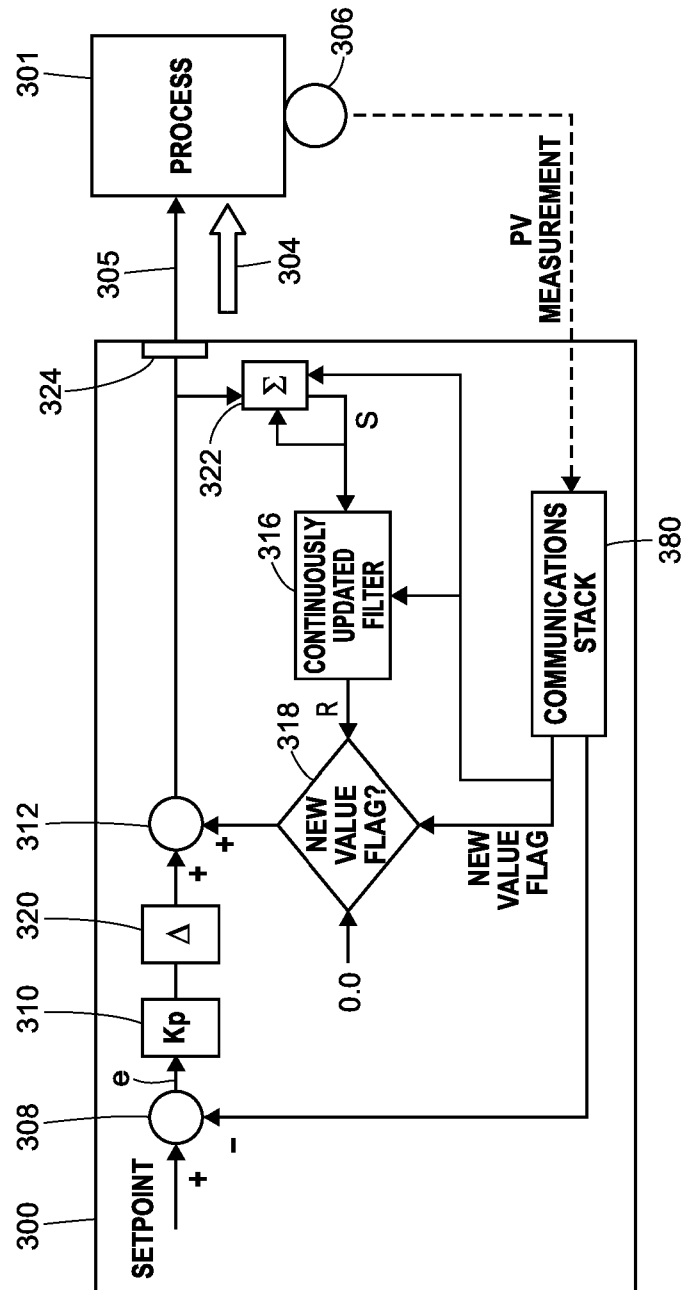 300
SETPOINT
+
−
308
e
310
Kp
320
Δ
+
+
312
0.0
NEW
VALUE
FLAG?
318
NEW
VALUE
FLAG
R
CONTINUOUSLY
UPDATED
FILTER
316
S
Σ
322
324
305
304
PROCESS
301
306
PV
MEASUREMENT
COMMUNICATIONS
STACK
380